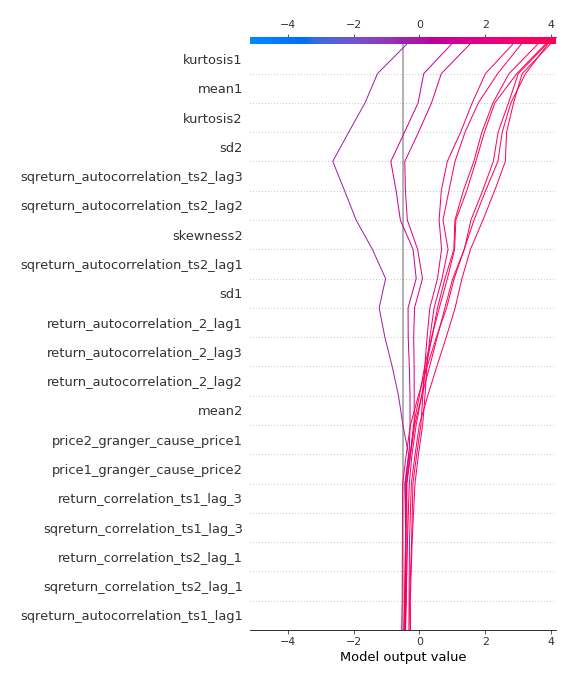 −4 −2 0 2 4
kurtosis1
mean1
kurtosis2
sd2
sqreturn_autocorrelation_ts2_lag3
sqreturn_autocorrelation_ts2_lag2
skewness2
sqreturn_autocorrelation_ts2_lag1
sd1
return_autocorrelation_2_lag1
return_autocorrelation_2_lag3
return_autocorrelation_2_lag2
mean2
price2_granger_cause_price1
price1_granger_cause_price2
return_correlation_ts1_lag_3
sqreturn_correlation_ts1_lag_3
return_correlation_ts2_lag_1
sqreturn_correlation_ts2_lag_1
sqreturn_autocorrelation_ts1_lag1
−4 −2 0 2 4
Model output value